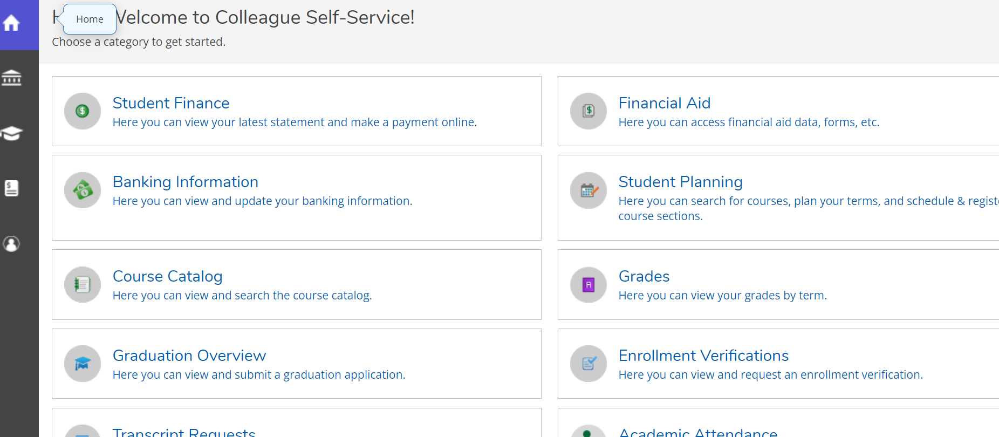 Home
Welcome to Colleague Self-Service!
Choose a category to get started.
Student Finance
Here you can view your latest statement and make a payment online.
Financial Aid
Here you can access financial aid data, forms, etc.
Banking Information
Here you can view and update your banking information.
Student Planning
Here you can search for courses, plan your terms, and schedule &
course sections.
Course Catalog
Here you can view and search the course catalog.
Grades
Here you can view your grades by term.
Graduation Overview
Here you can view and submit a graduation application.
Enrollment Verifications
Here you can view and request an enrollment verification.
Transcript Requests
Academic Attendance